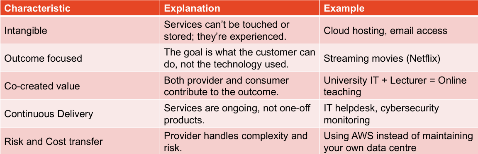 Characteristic Explanation Example
Intangible
Services can't be touched or
stored; they're experienced.
Cloud hosting, email access
Outcome focused
The goal is what the customer can
do, not the technology used.
Streaming movies (Netflix)
Co-created value
Both provider and consumer
contribute to the outcome.
University IT + Lecturer = Online
teaching
Continuous Delivery
Services are ongoing, not one-off
products.
IT helpdesk, cybersecurity
monitoring
Risk and Cost transfer
Provider handles complexity and
risk.
Using AWS instead of maintaining
your own data centre